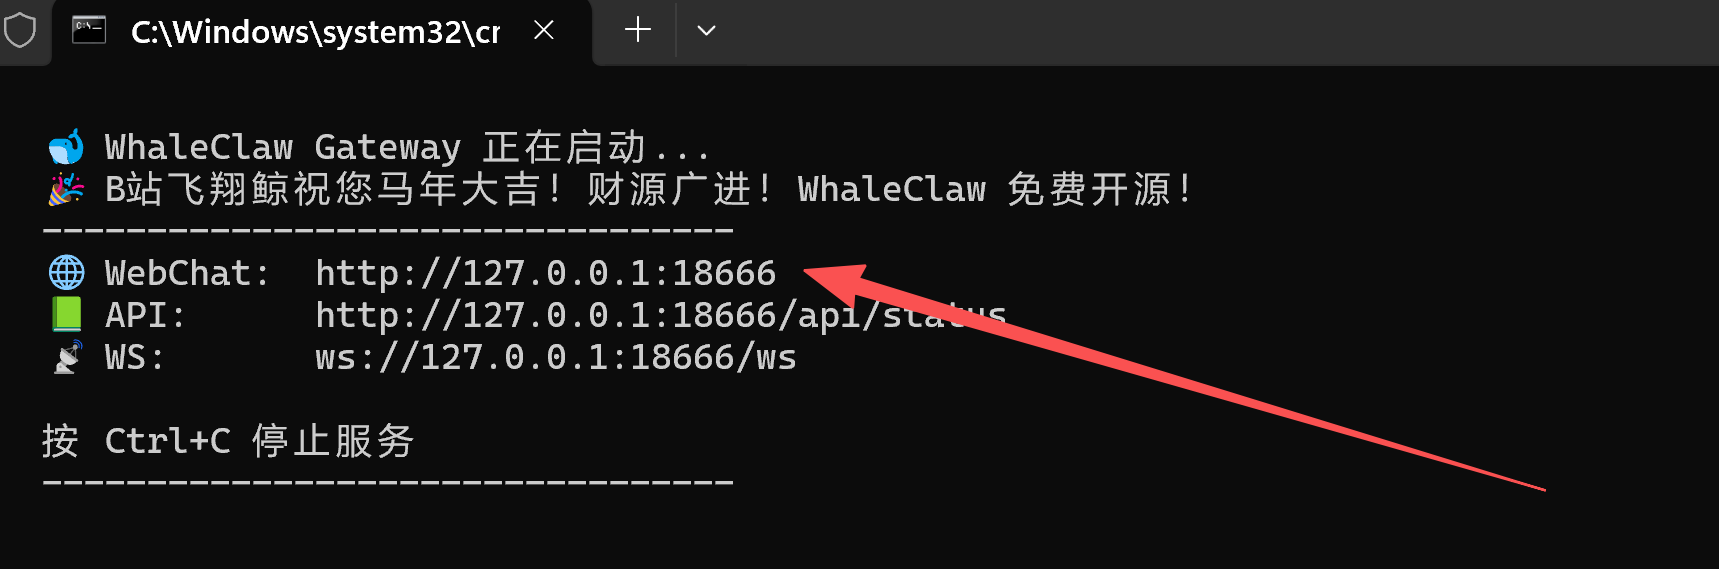 C:\Windows\system32\cr
WhaleClaw Gateway 正在启动...
B站飞翔鲸祝您马年大吉！财源广进！WhaleClaw 免费开源！
---------------------------------
WebChat:  http://127.0.0.1:18666
API:      http://127.0.0.1:18666/api/status
WS:       ws://127.0.0.1:18666/ws
按 Ctrl+C 停止服务
---------------------------------